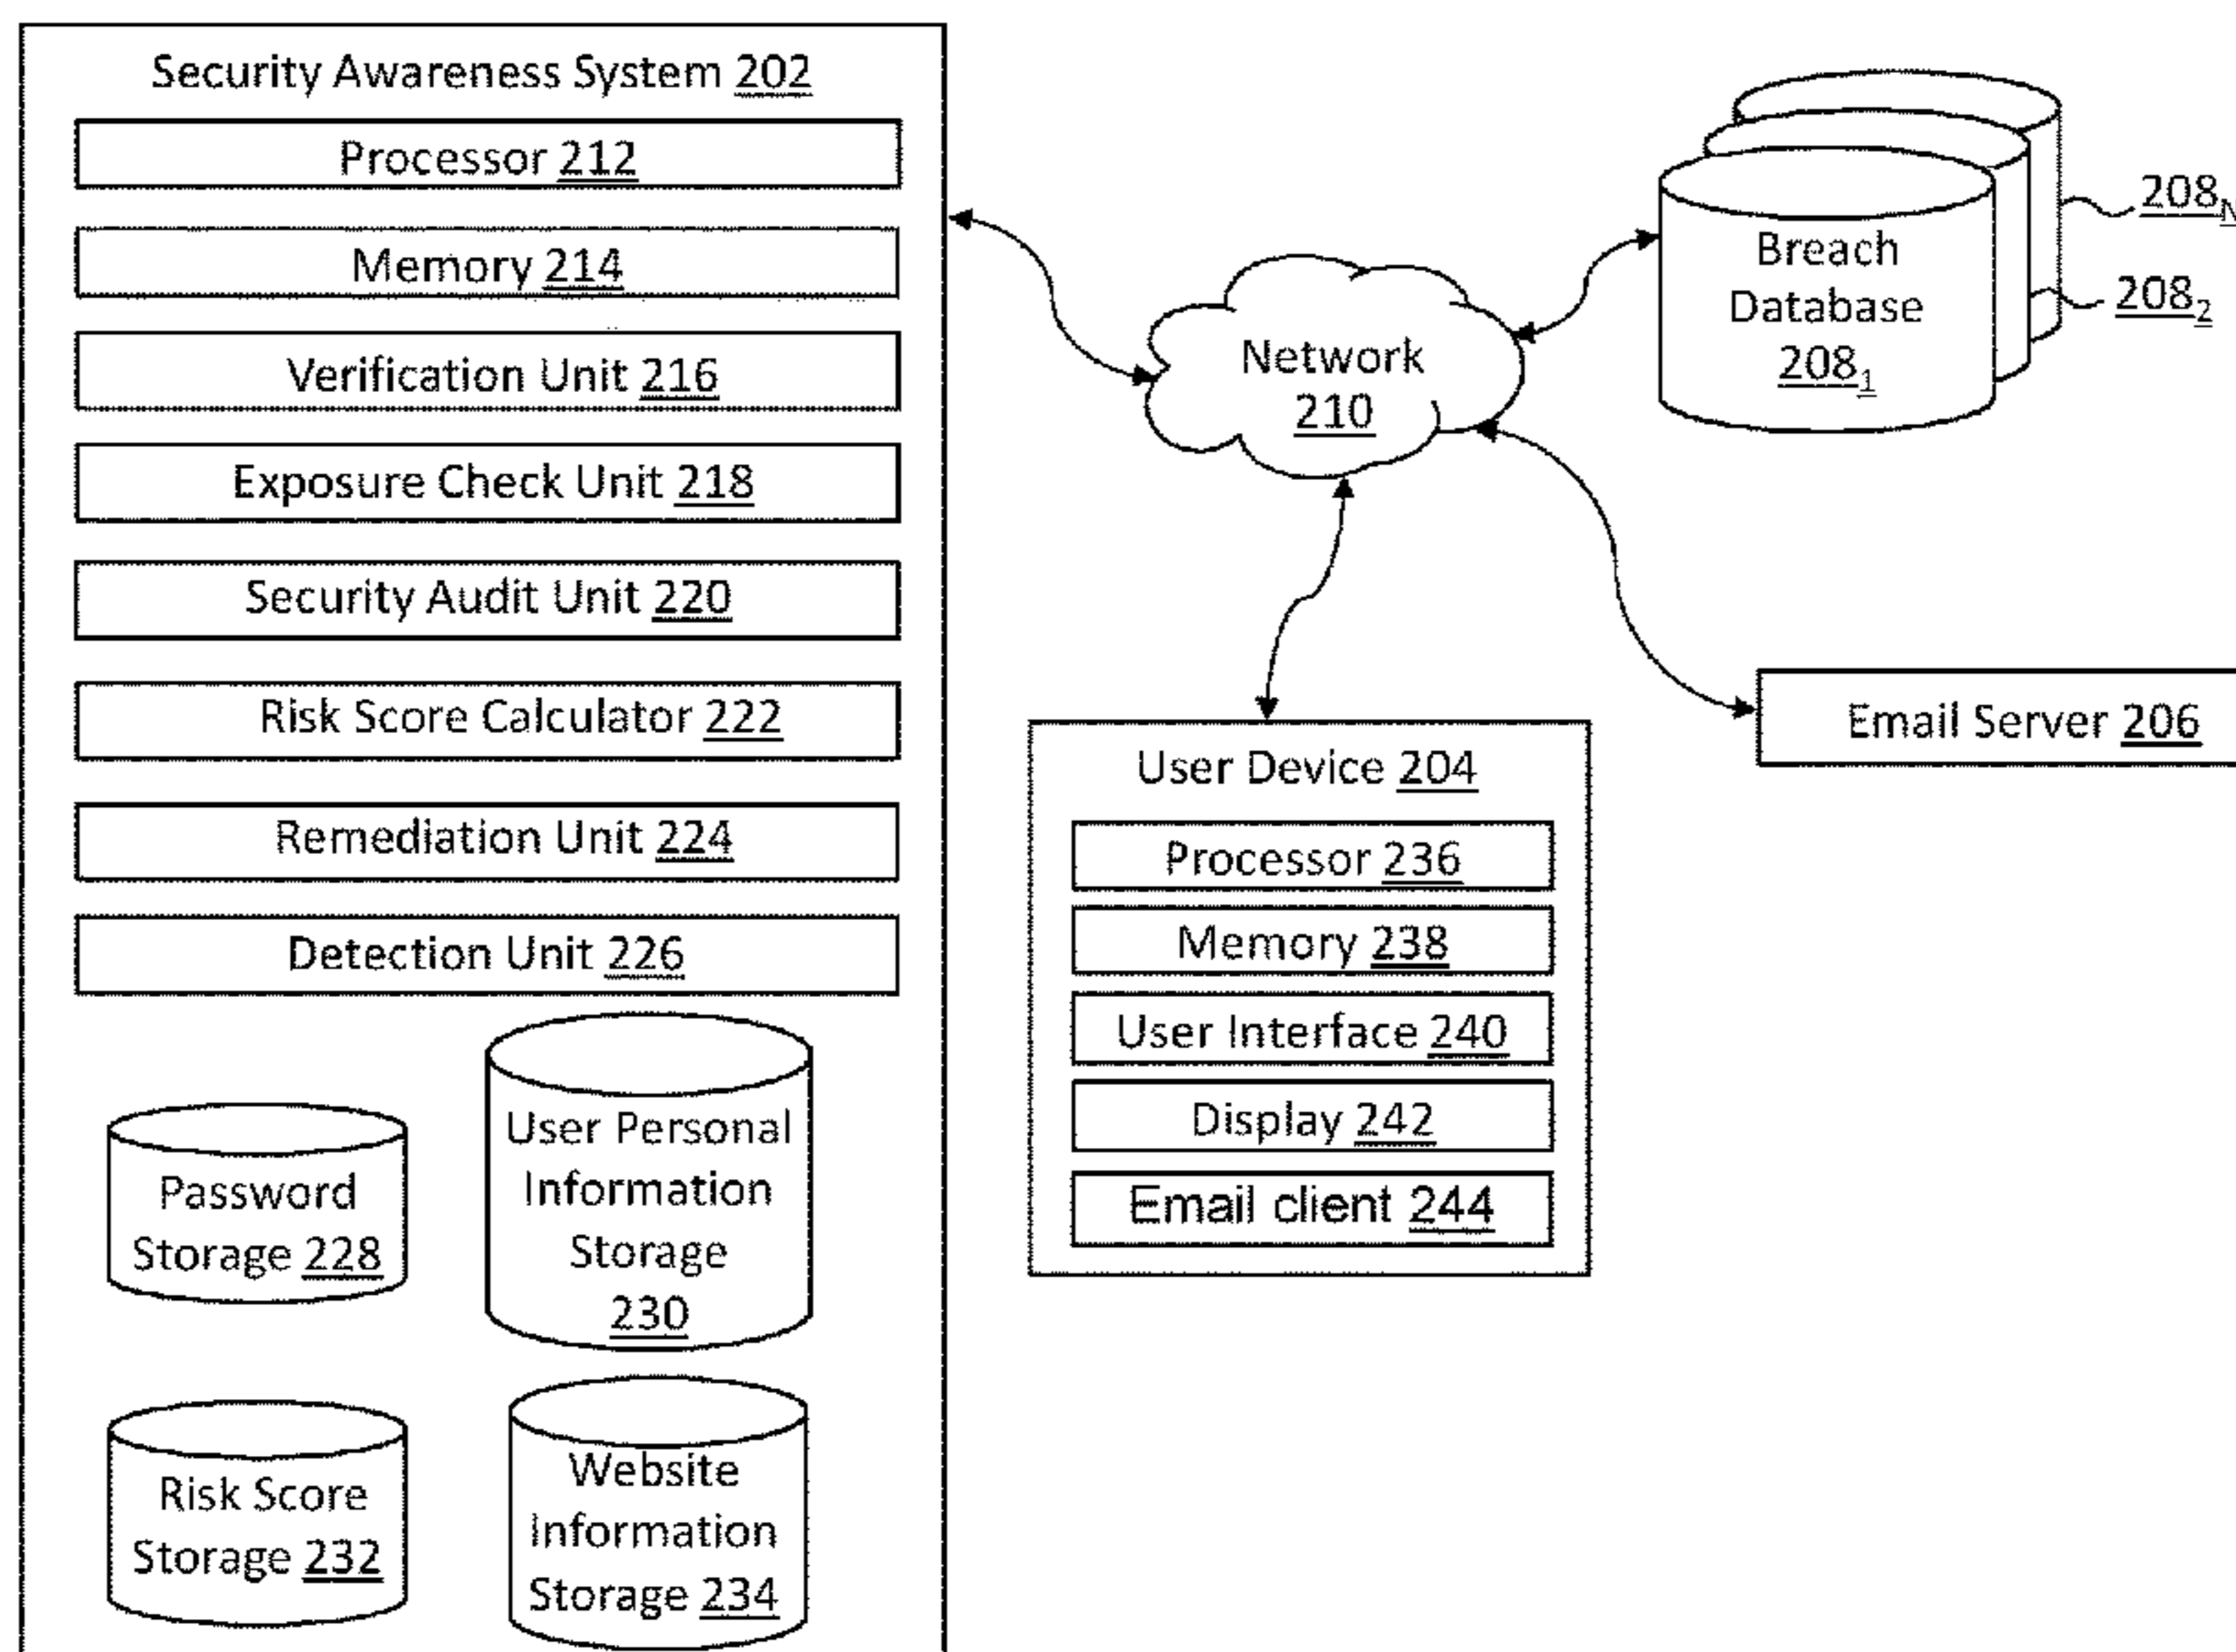 Security Awareness System 202
Processor 212
Memory 214
Verification Unit 216
Exposure Check Unit 218
Security Audit Unit 220
Risk Score Calculator 222
Remediation Unit 224
Detection Unit 226
Password
Storage 228
User Personal
Information
Storage
230
Risk Score
Storage 232
Website
Information
Storage 234
Network
210
Breach
Database
208₁
208N
208₂
Email Server 206
User Device 204
Processor 236
Memory 238
User Interface 240
Display 242
Email client 244